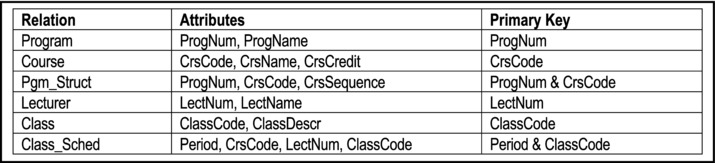 Relation Attributes Primary Key
Program ProgNum, ProgName ProgNum
Course CrsCode, CrsName, CrsCredit CrsCode
Pgm_Struct ProgNum, CrsCode, CrsSequence ProgNum & CrsCode
Lecturer LectNum, LectName LectNum
Class ClassCode, ClassDescr ClassCode
Class_Sched Period, CrsCode, LectNum, ClassCode Period & ClassCode